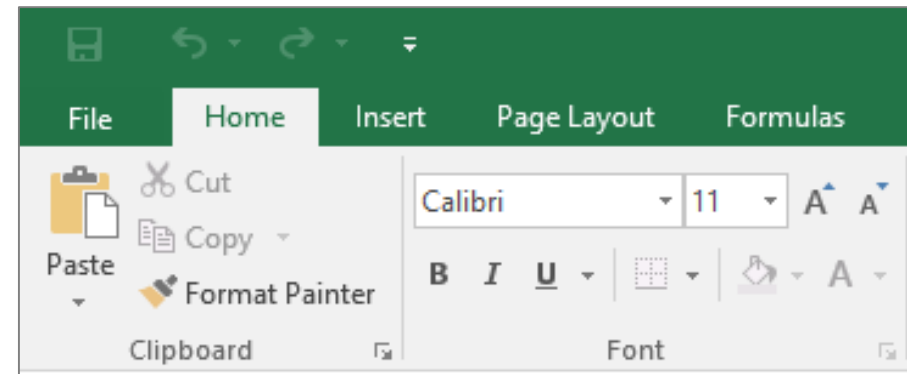 File Home Insert Page Layout Formulas
Cut
Calibri 11 A A
Copy
Paste
B I U A
Format Painter
Clipboard Font